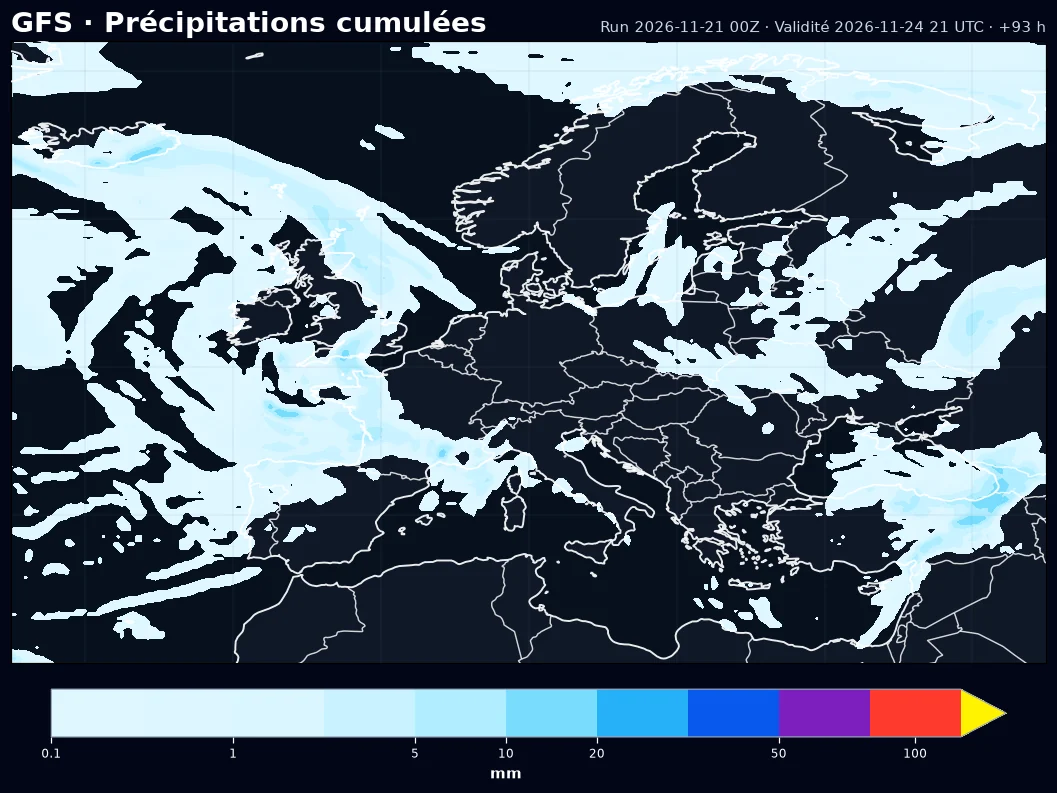 GFS · Précipitations cumulées
Run 2026-11-21 00Z · Validité 2026-11-24 21 UTC · +93 h
0.1 1 5 10 20 50 100
mm